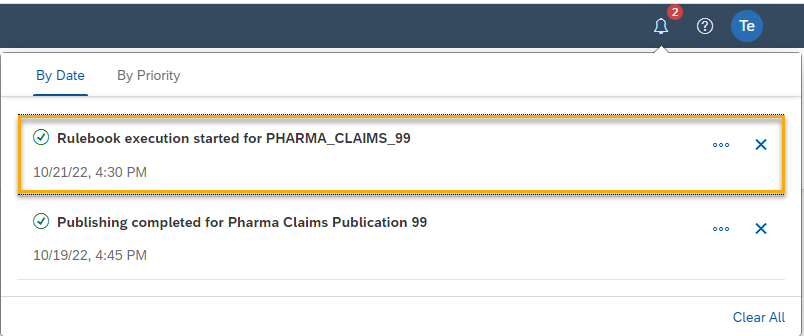 2
Te
By Date By Priority
Rulebook execution started for PHARMA_CLAIMS_99
10/21/22, 4:30 PM
Publishing completed for Pharma Claims Publication 99
10/19/22, 4:45 PM
Clear All